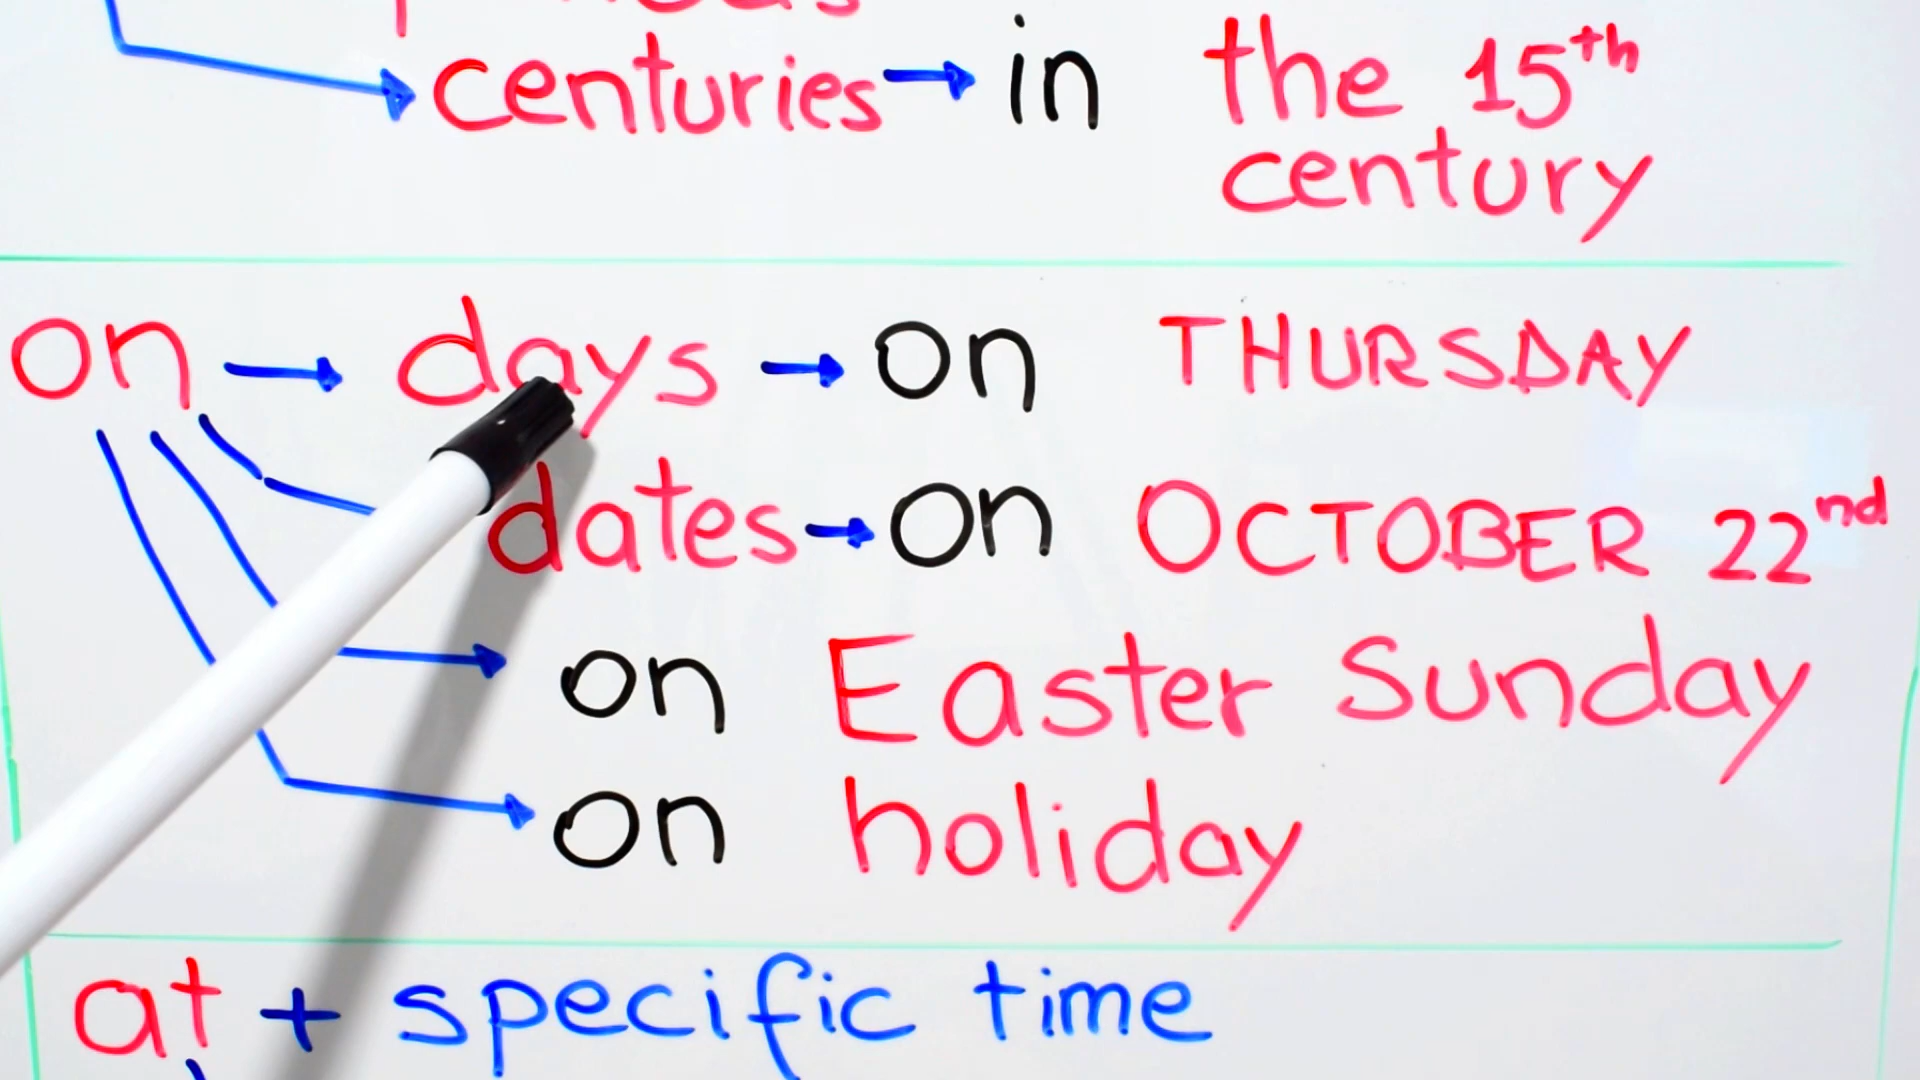 centuries → in the 15th
century
on → days → on THURSDAY
dates → on OCTOBER 22nd
on Easter Sunday
on holiday
at + specific time